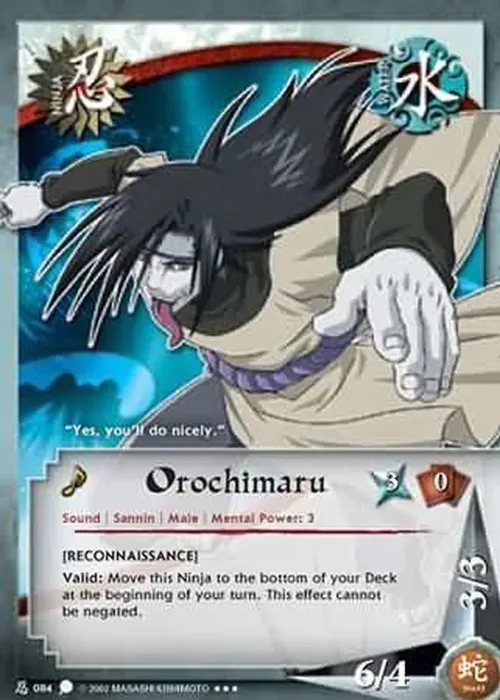 NINJA 忍
WATER 水
"Yes, you'll do nicely."
Orochimaru
3 0
Sound | Sannin | Male | Mental Power: 3
[RECONNAISSANCE]
Valid: Move this Ninja to the bottom of your Deck
at the beginning of your turn. This effect cannot
be negated.
3/3
6/4
蛇
084 © 2002 MASASHI KISHIMOTO